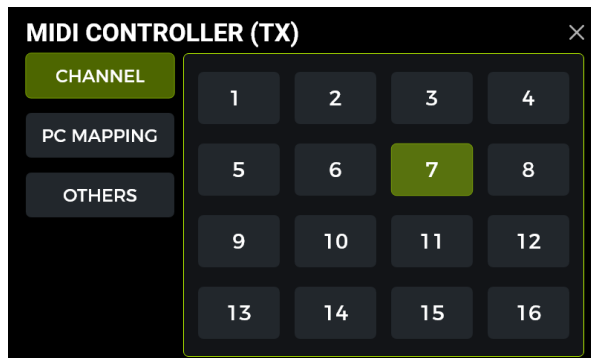 MIDI CONTROLLER (TX)
CHANNEL
PC MAPPING
OTHERS
1 2 3 4
5 6 7 8
9 10 11 12
13 14 15 16